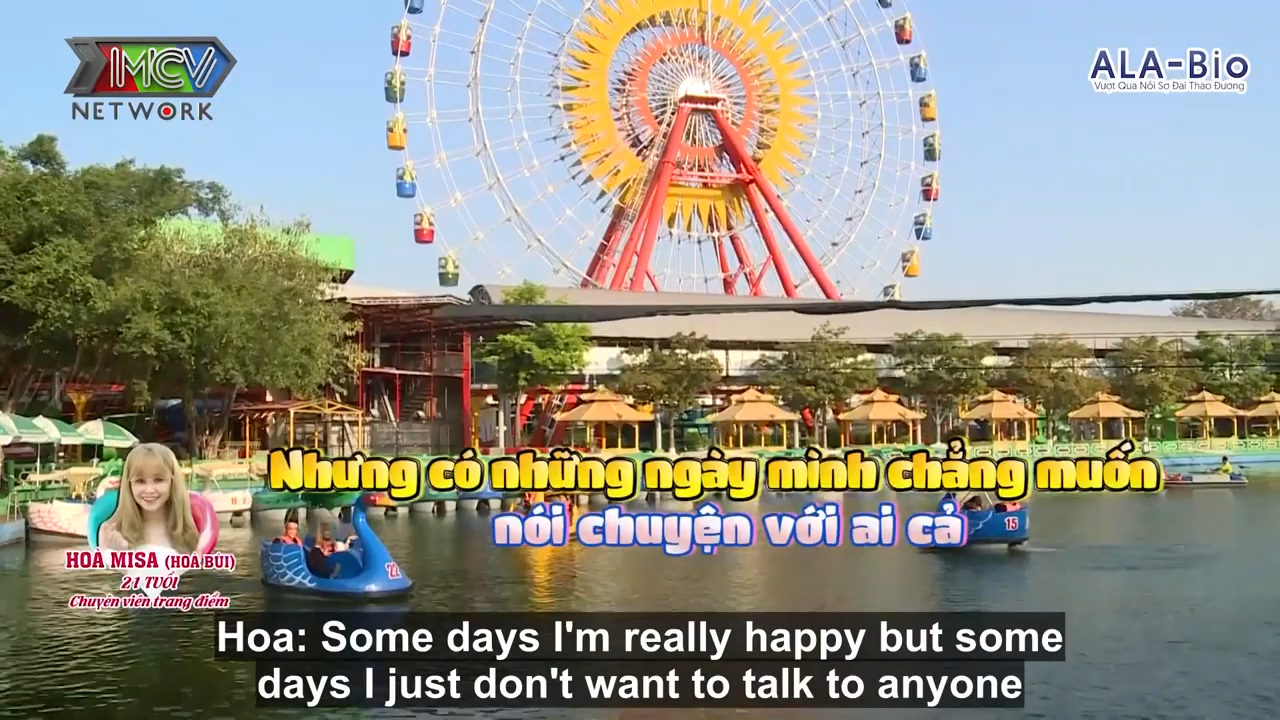 MCV
NETWORK
ALA-Bio
Vượt Qua Nỗi Sợ Đái Tháo Đường
Nhưng có những ngày mình chẳng muốn
nói chuyện với ai cả
15
22
HOÀ MISA (HOÀ BÙI)
21 TUỔI
Chuyên viên trang điểm
Hoa: Some days I'm really happy but some
days I just don't want to talk to anyone